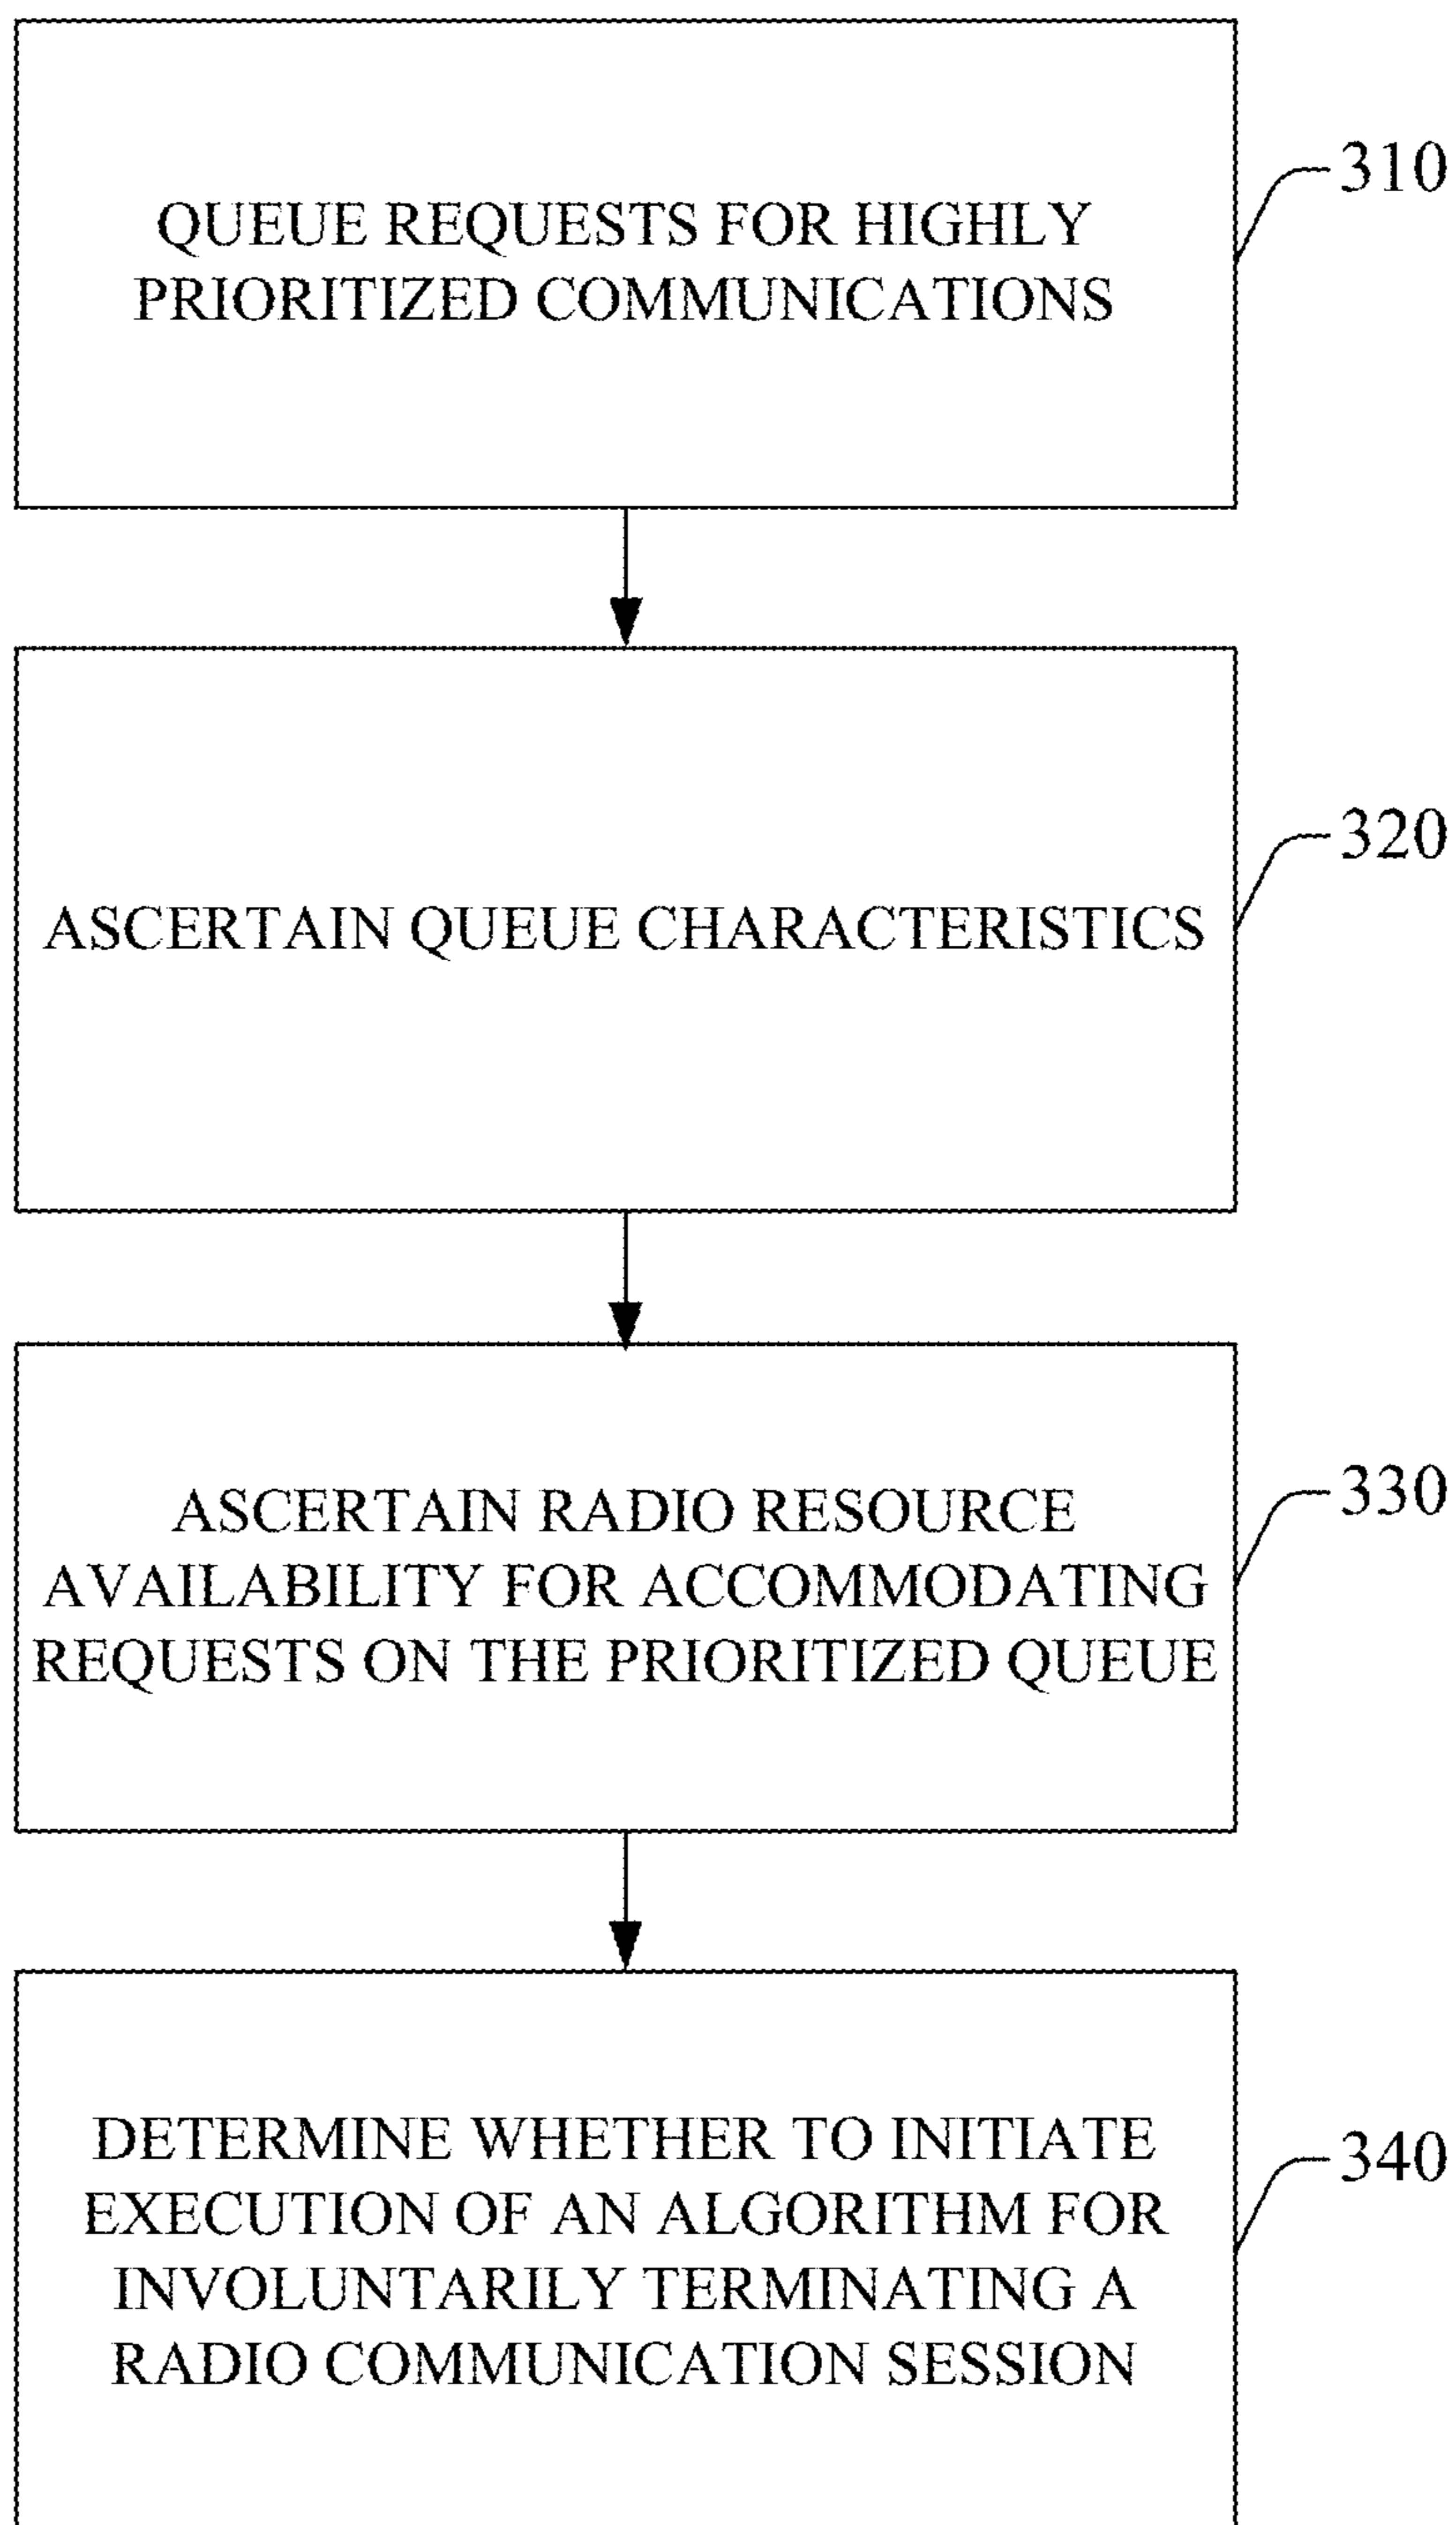 QUEUE REQUESTS FOR HIGHLY
PRIORITIZED COMMUNICATIONS
310
ASCERTAIN QUEUE CHARACTERISTICS
320
ASCERTAIN RADIO RESOURCE
AVAILABILITY FOR ACCOMMODATING
REQUESTS ON THE PRIORITIZED QUEUE
330
DETERMINE WHETHER TO INITIATE
EXECUTION OF AN ALGORITHM FOR
INVOLUNTARILY TERMINATING A
RADIO COMMUNICATION SESSION
340